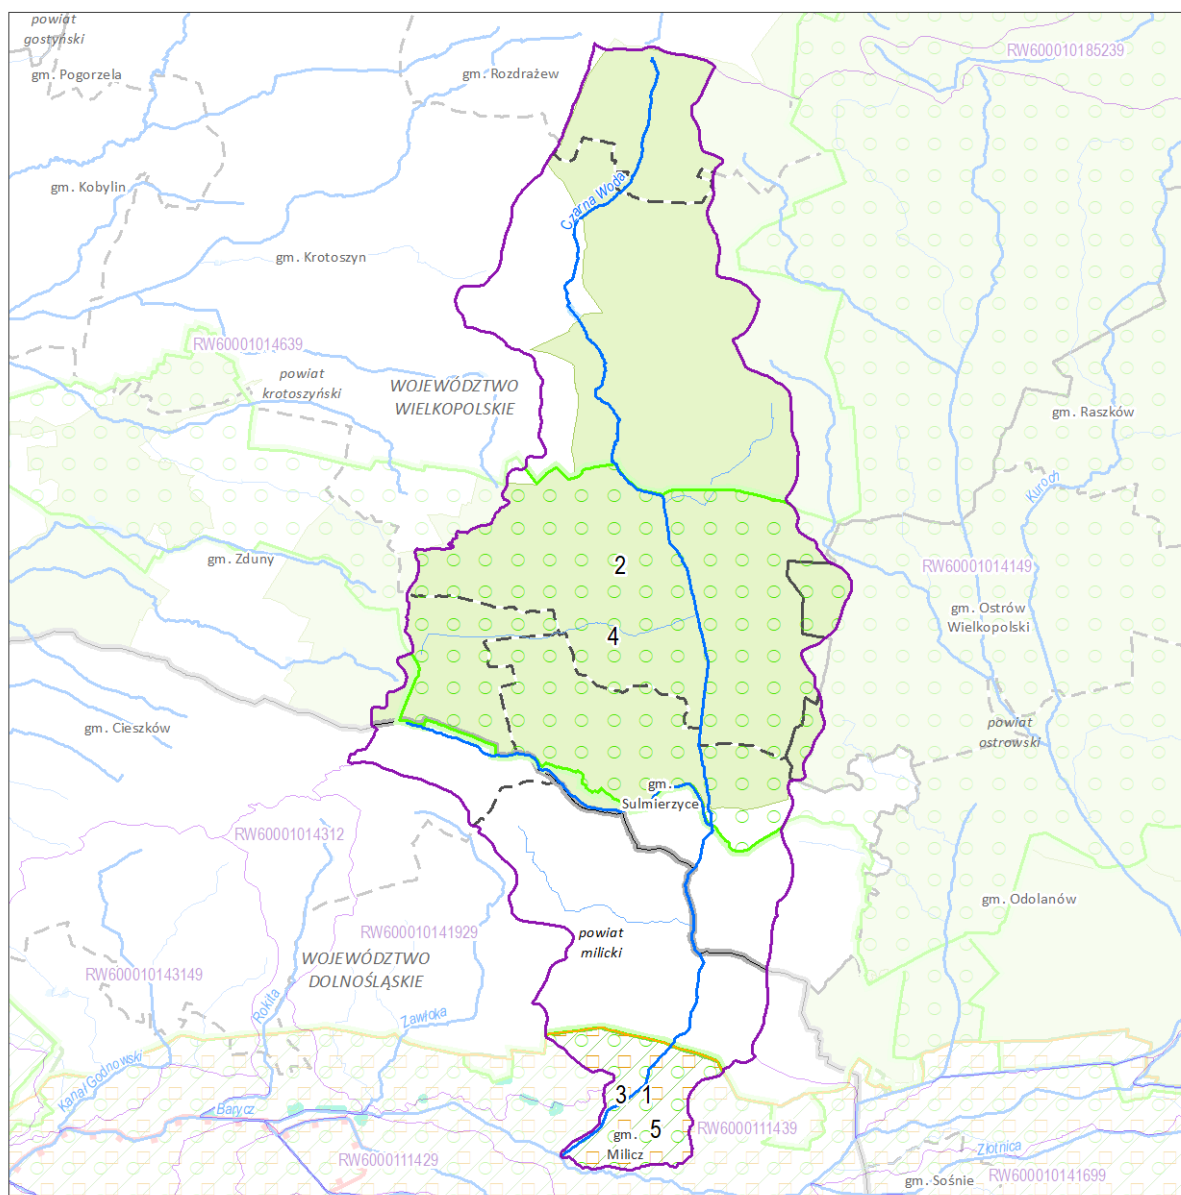 powiat
gostyński
gm. Pogorzela
gm. Rozdrażew
RW600010185239
gm. Kobylin
Czarna Woda
gm. Krotoszyn
RW60001014639
powiat
krotoszyński
WOJEWÓDZTWO
WIELKOPOLSKIE
gm. Raszków
Kuroch
gm. Zduny
2
RW60001014149
gm. Ostrów
Wielkopolski
4
gm. Cieszków
powiat
ostrowski
gm.
Sulmierzyce
RW60001014312
gm. Odolanów
RW600010141929
powiat
milicki
WOJEWÓDZTWO
DOLNOŚLĄSKIE
RW600010143149
Rokita
Zawłoka
Kanał Godnowski
Barycz
3 1
5
RW6000111439
gm.
Milicz
RW6000111429
Złotnica
gm. Sośnie
RW600010141699